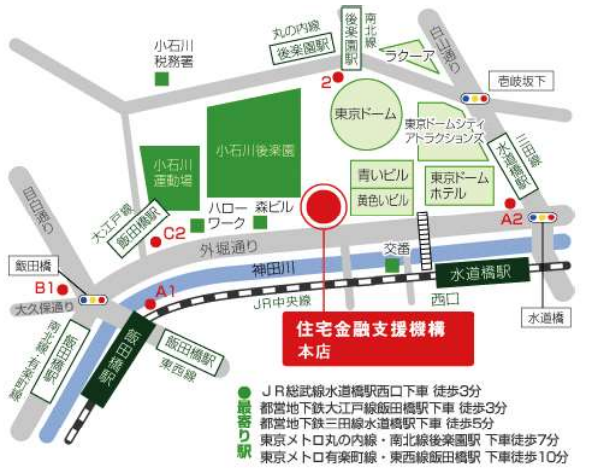 丸の内線
後楽園駅
後楽園駅
南北線
ラクーア
白山通り
小石川
税務署
2
壱岐坂下
東京ドーム
東京ドームシティ
アトラクションズ
水道橋駅
三田線
小石川後楽園
小石川
運動場
青いビル
黄色いビル
東京ドーム
ホテル
目白通り
大江戸線
飯田橋駅
ハロー
ワーク
森ビル
C2
A2
外堀通り
交番
飯田橋
神田川
水道橋駅
B1
A1
大久保通り
JR中央線
西口
水道橋
住宅金融支援機構
本店
南北線・有楽町線
飯田橋駅
飯田橋駅
飯田橋駅
東西線
●最寄り駅●
JR総武線水道橋駅西口下車 徒歩3分
都営地下鉄大江戸線飯田橋駅下車 徒歩3分
都営地下鉄三田線水道橋駅下車 徒歩5分
東京メトロ丸の内線・南北線後楽園駅 下車徒歩7分
東京メトロ有楽町線・東西線飯田橋駅 下車徒歩10分